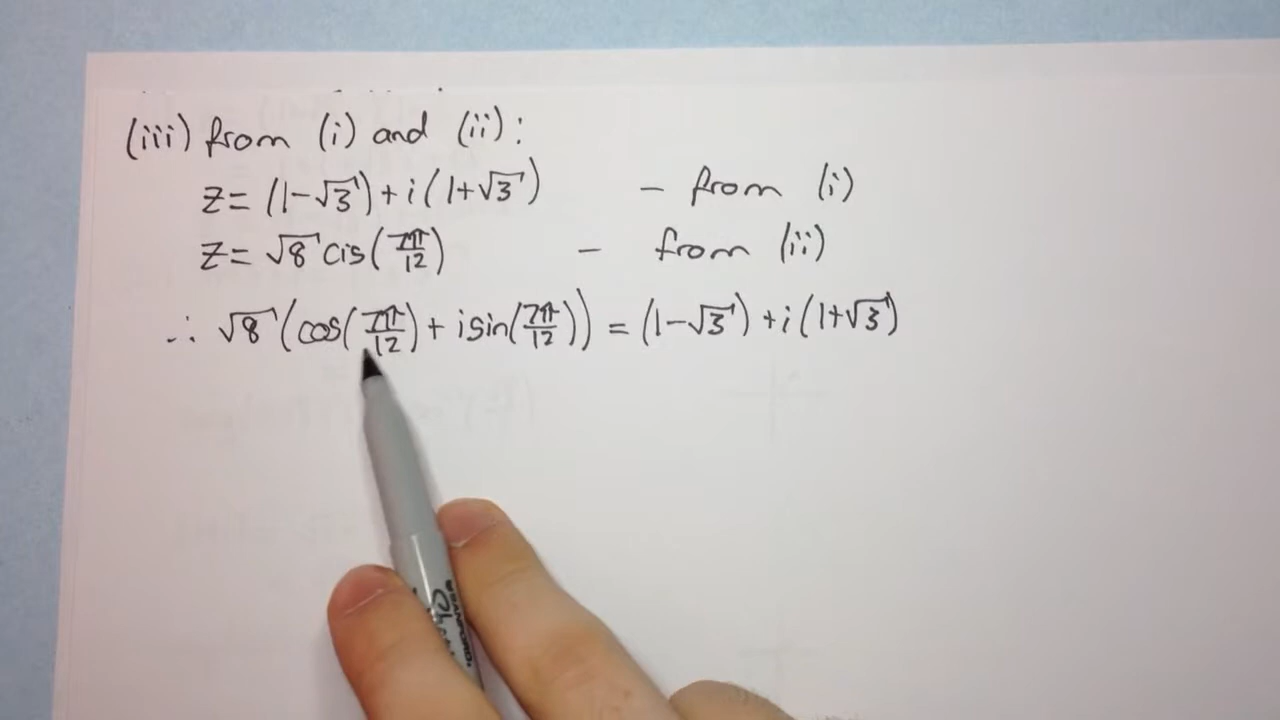 (iii) from (i) and (ii):
z = (1-√3) + i(1+√3) - from (i)
z = √8 cis(7π/12) - from (ii)
∴ √8 (cos(7π/12) + i sin(7π/12)) = (1-√3) + i(1+√3)